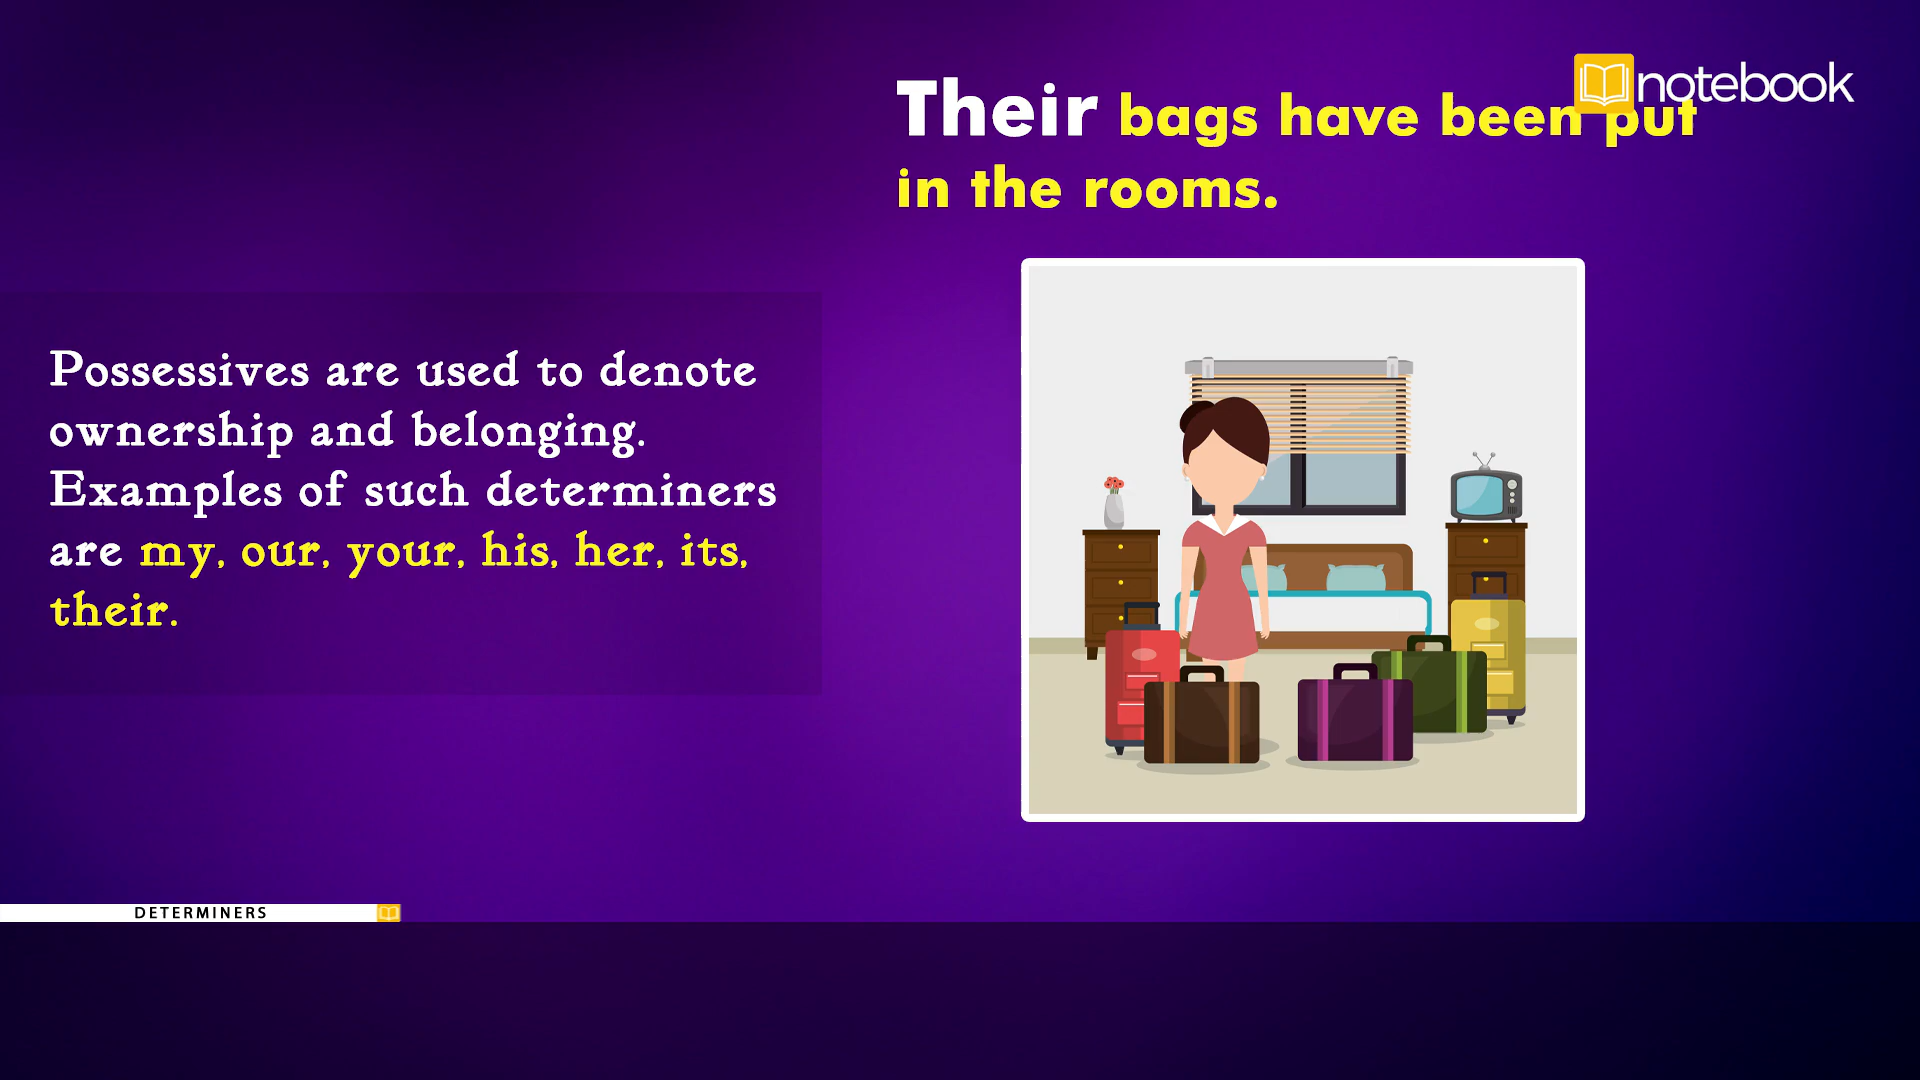 notebook
Their bags have been put
in the rooms.
Possessives are used to denote
ownership and belonging.
Examples of such determiners
are my, our, your, his, her, its,
their.
DETERMINERS